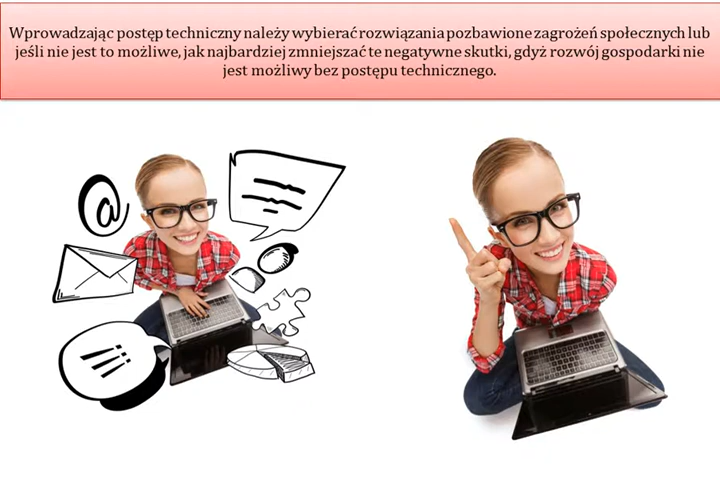 Wprowadzając postęp techniczny należy wybierać rozwiązania pozbawione zagrożeń społecznych lub
jeśli nie jest to możliwe, jak najbardziej zmniejszać te negatywne skutki, gdyż rozwój gospodarki nie
jest możliwy bez postępu technicznego.
@